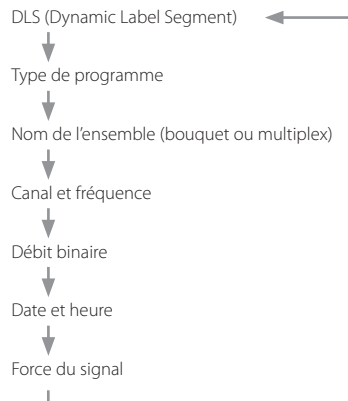 DLS (Dynamic Label Segment)
Type de programme
Nom de l’ensemble (bouquet ou multiplex)
Canal et fréquence
Débit binaire
Date et heure
Force du signal